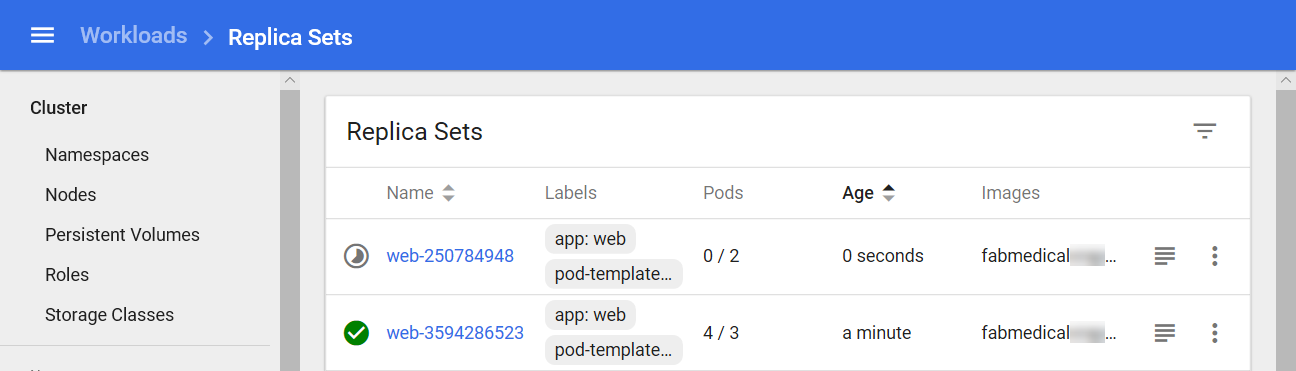 Workloads > Replica Sets
Cluster
Namespaces
Nodes
Persistent Volumes
Roles
Storage Classes
Replica Sets
Name Labels Pods Age Images
web-250784948 app: web pod-template... 0 / 2 0 seconds fabmedical
web-3594286523 app: web pod-template... 4 / 3 a minute fabmedical